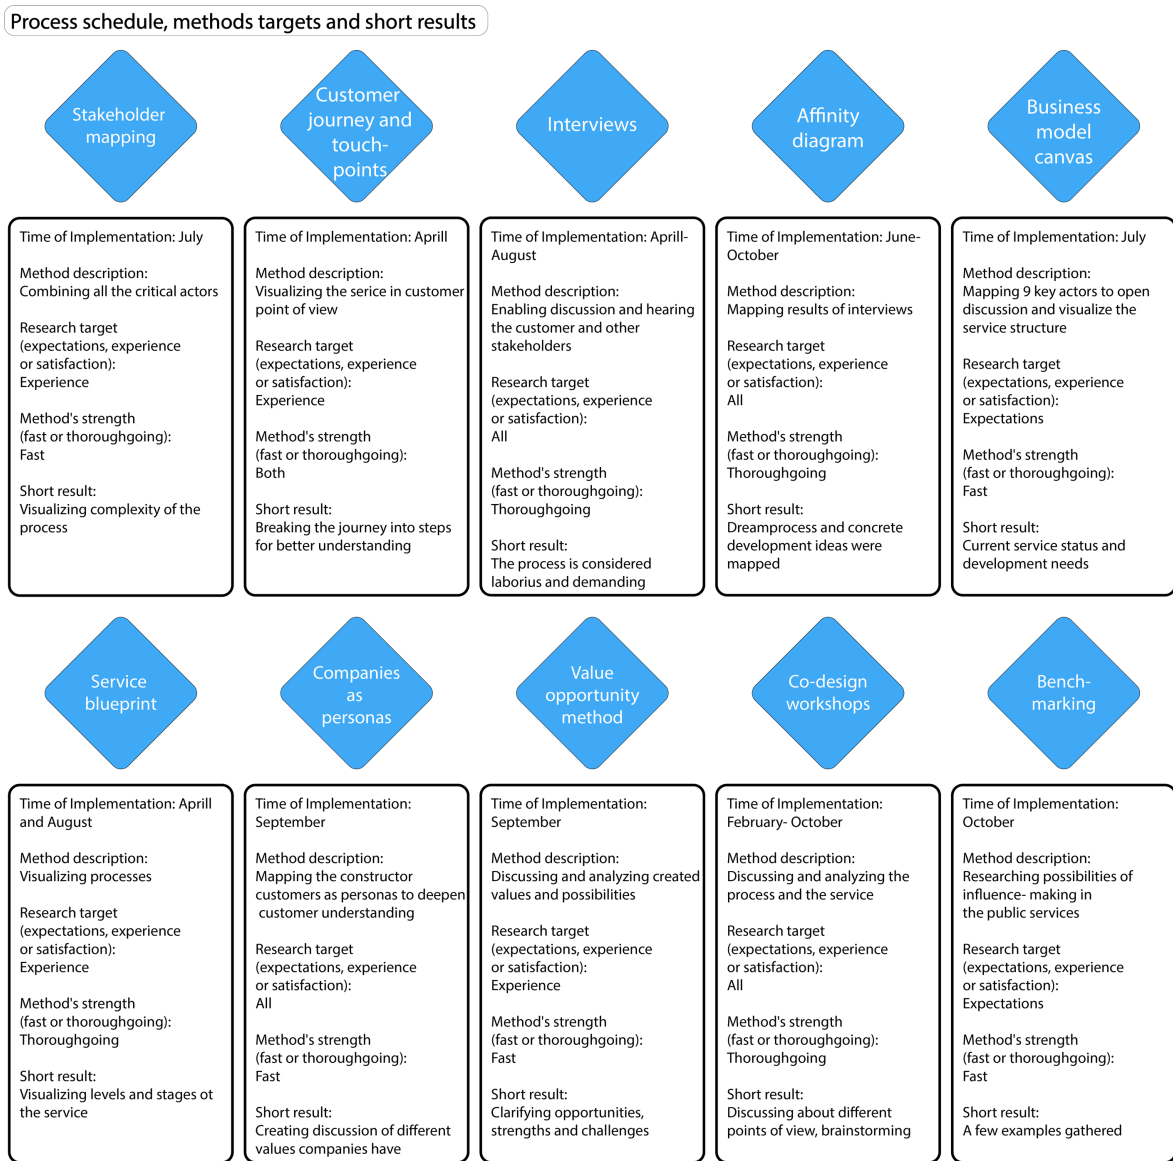 Process schedule, methods targets and short results
Stakeholder
mapping
Customer
journey and
touch-
points
Interviews
Affinity
diagram
Business
model
canvas
Time of Implementation: July
Method description:
Combining all the critical actors
Research target
(expectations, experience
or satisfaction):
Experience
Method's strength
(fast or thoroughgoing):
Fast
Short result:
Visualizing complexity of the
process
Time of Implementation: Aprill
Method description:
Visualizing the serice in customer
point of view
Research target
(expectations, experience
or satisfaction):
Experience
Method's strength
(fast or thoroughgoing):
Both
Short result:
Breaking the journey into steps
for better understanding
Time of Implementation: Aprill-
August
Method description:
Enabling discussion and hearing
the customer and other
stakeholders
Research target
(expectations, experience
or satisfaction):
All
Method's strength
(fast or thoroughgoing):
Thoroughgoing
Short result:
The process is considered
laborius and demanding
Time of Implementation: June-
October
Method description:
Mapping results of interviews
Research target
(expectations, experience
or satisfaction):
All
Method's strength
(fast or thoroughgoing):
Thoroughgoing
Short result:
Dreamprocess and concrete
development ideas were
mapped
Time of Implementation: July
Method description:
Mapping 9 key actors to open
discussion and visualize the
service structure
Research target
(expectations, experience
or satisfaction):
Expectations
Method's strength
(fast or thoroughgoing):
Fast
Short result:
Current service status and
development needs
Service
blueprint
Companies
as
personas
Value
opportunity
method
Co-design
workshops
Bench-
marking
Time of Implementation: Aprill
and August
Method description:
Visualizing processes
Research target
(expectations, experience
or satisfaction):
Experience
Method's strength
(fast or thoroughgoing):
Thoroughgoing
Short result:
Visualizing levels and stages ot
the service
Time of Implementation:
September
Method description:
Mapping the constructor
customers as personas to deepen
customer understanding
Research target
(expectations, experience
or satisfaction):
All
Method's strength
(fast or thoroughgoing):
Fast
Short result:
Creating discussion of different
values companies have
Time of Implementation:
September
Method description:
Discussing and analyzing created
values and possibilities
Research target
(expectations, experience
or satisfaction):
Experience
Method's strength
(fast or thoroughgoing):
Fast
Short result:
Clarifying opportunities,
strengths and challenges
Time of Implementation:
February- October
Method description:
Discussing and analyzing the
process and the service
Research target
(expectations, experience
or satisfaction):
All
Method's strength
(fast or thoroughgoing):
Thoroughgoing
Short result:
Discussing about different
points of view, brainstorming
Time of Implementation:
October
Method description:
Researching possibilities of
influence- making in
the public services
Research target
(expectations, experience
or satisfaction):
Expectations
Method's strength
(fast or thoroughgoing):
Fast
Short result:
A few examples gathered